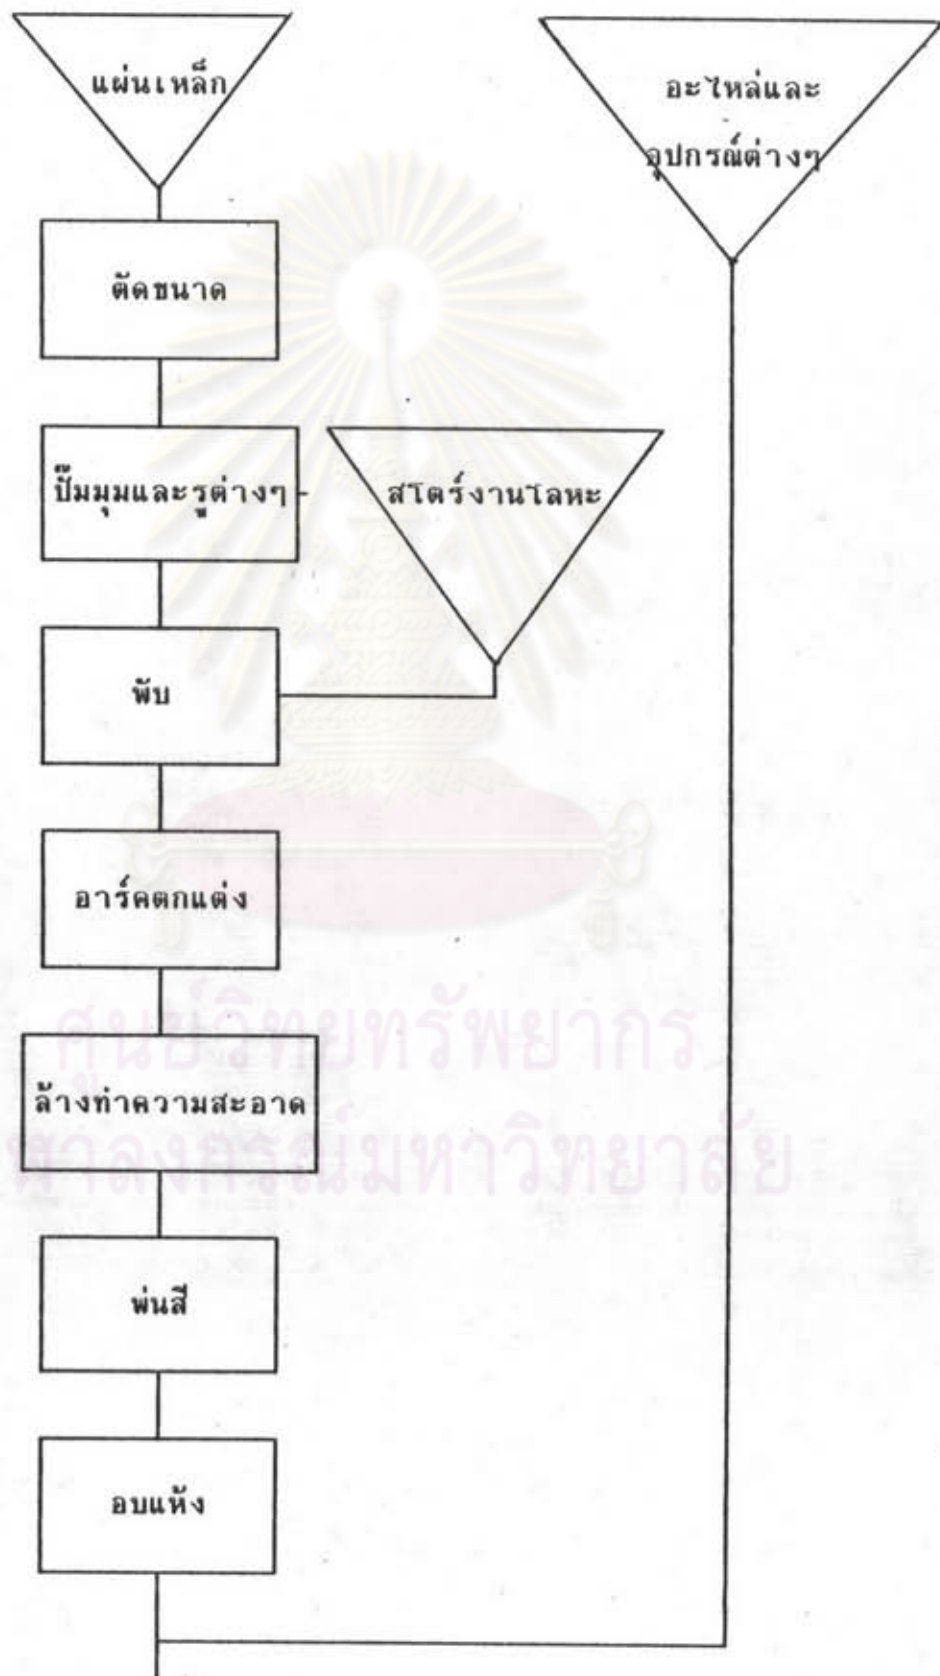 แผ่นเหล็ก
อะไหล่และ
อุปกรณ์ต่างๆ
ตัดขนาด
ปั๊มมุมและรูต่างๆ
สโตร์งานโลหะ
พับ
อาร์คตกแต่ง
ล้างทำความสะอาด
พ่นสี
อบแห้ง
ศูนย์วิทยทรัพยากร
ฬาลงกรณ์มหาวิทยาลัย